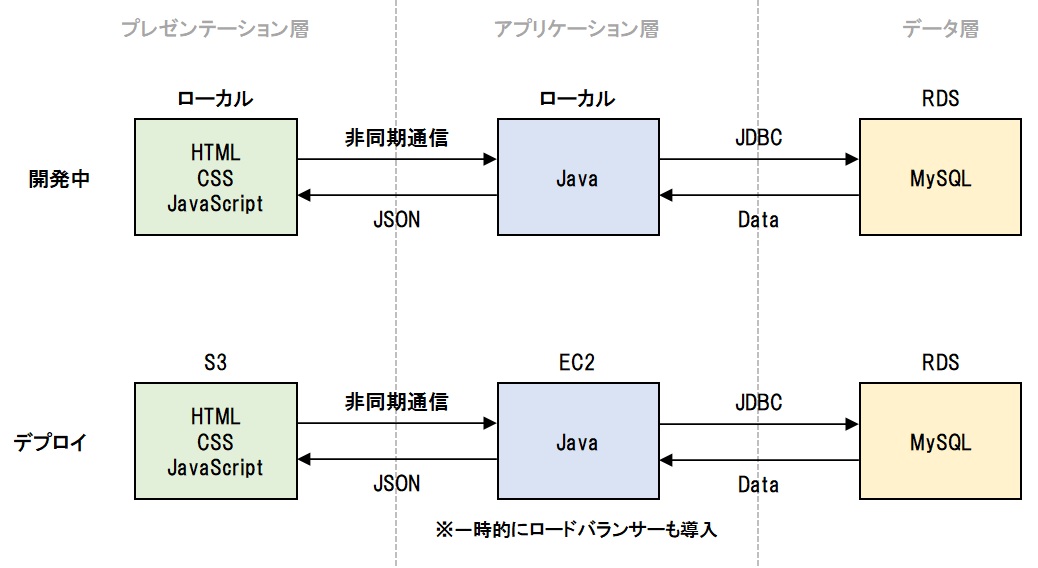 プレゼンテーション層
アプリケーション層
データ層
ローカル
ローカル
RDS
開発中
HTML
CSS
JavaScript
非同期通信
JSON
Java
JDBC
Data
MySQL
S3
EC2
RDS
デプロイ
HTML
CSS
JavaScript
非同期通信
JSON
Java
JDBC
Data
MySQL
※一時的にロードバランサーも導入